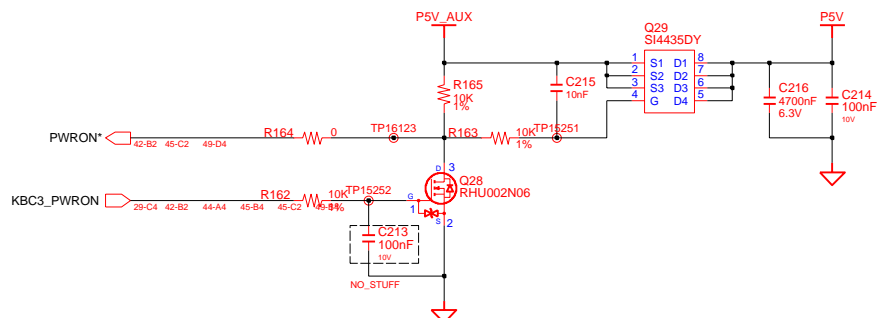 P5V_AUX
P5V
Q29
SI4435DY
1 S1 D1 8
2 S2 D2 7
3 S3 D3 6
4 G D4 5
R165
10K
1%
C215
10nF
C216
4700nF
6.3V
C214
100nF
10V
PWRON*
42-B2 45-C2 49-D4
R164 0
TP16123
R163 10K
1%
TP15251
D 3
Q28
RHU002N06
G
1
S
2
KBC3_PWRON
29-C4 42-B2 44-A4 45-B4 45-C2
R162 10K
1%
TP15252
C213
100nF
10V
NO_STUFF